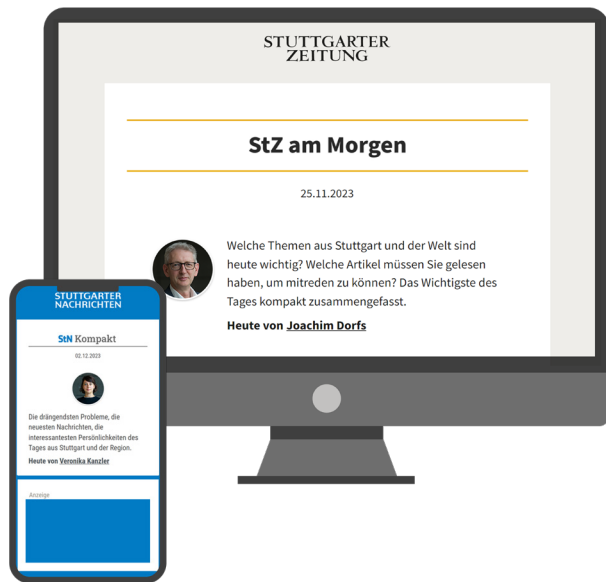 STUTTGARTER
ZEITUNG
StZ am Morgen
25.11.2023
Welche Themen aus Stuttgart und der Welt sind
heute wichtig? Welche Artikel müssen Sie gelesen
haben, um mitreden zu können? Das Wichtigste des
Tages kompakt zusammengefasst.
Heute von Joachim Dorfs
STUTTGARTER
NACHRICHTEN
StN Kompakt
02.12.2023
Die drängendsten Probleme, die
neuesten Nachrichten, die
interessantesten Persönlichkeiten des
Tages aus Stuttgart und der Region.
Heute von Veronika Kanzler
Anzeige